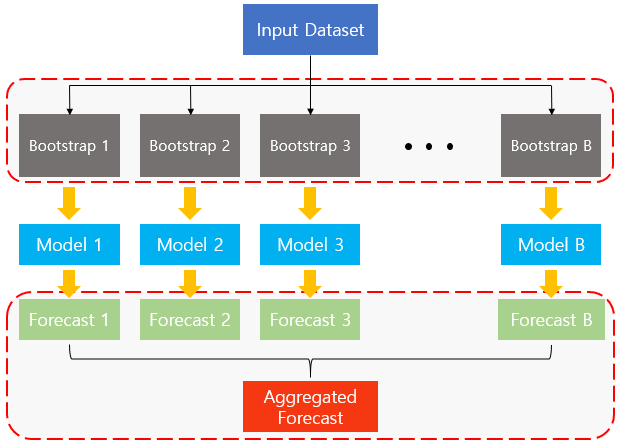 Input Dataset
Bootstrap 1
Bootstrap 2
Bootstrap 3
• • •
Bootstrap B
Model 1
Model 2
Model 3
Model B
Forecast 1
Forecast 2
Forecast 3
Forecast B
Aggregated
Forecast